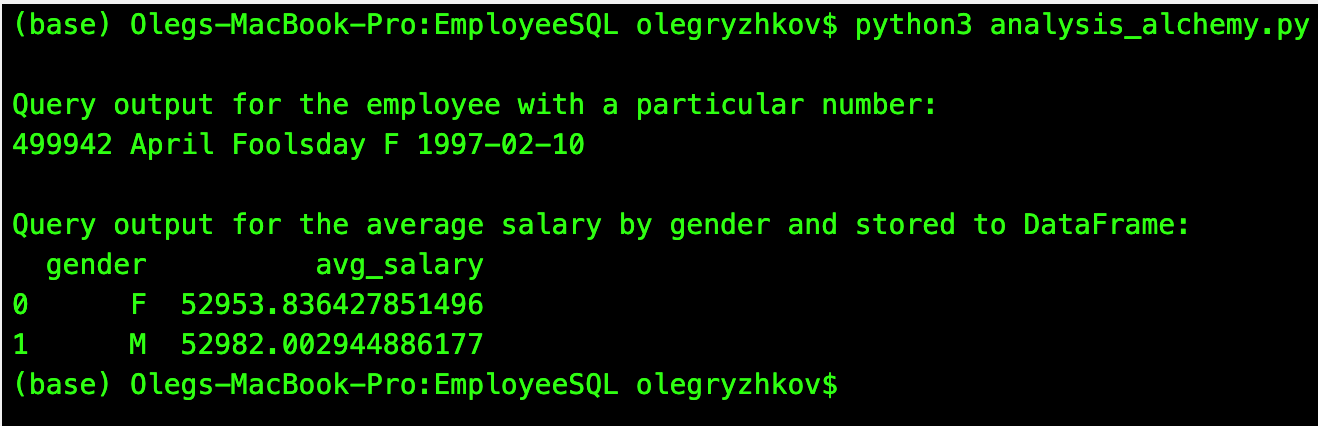 (base) Olegs-MacBook-Pro:EmployeeSQL olegryzhkov$ python3 analysis_alchemy.py
Query output for the employee with a particular number:
499942 April Foolsday F 1997-02-10
Query output for the average salary by gender and stored to DataFrame:
gender avg_salary
0 F 52953.836427851496
1 M 52982.002944886177
(base) Olegs-MacBook-Pro:EmployeeSQL olegryzhkov$